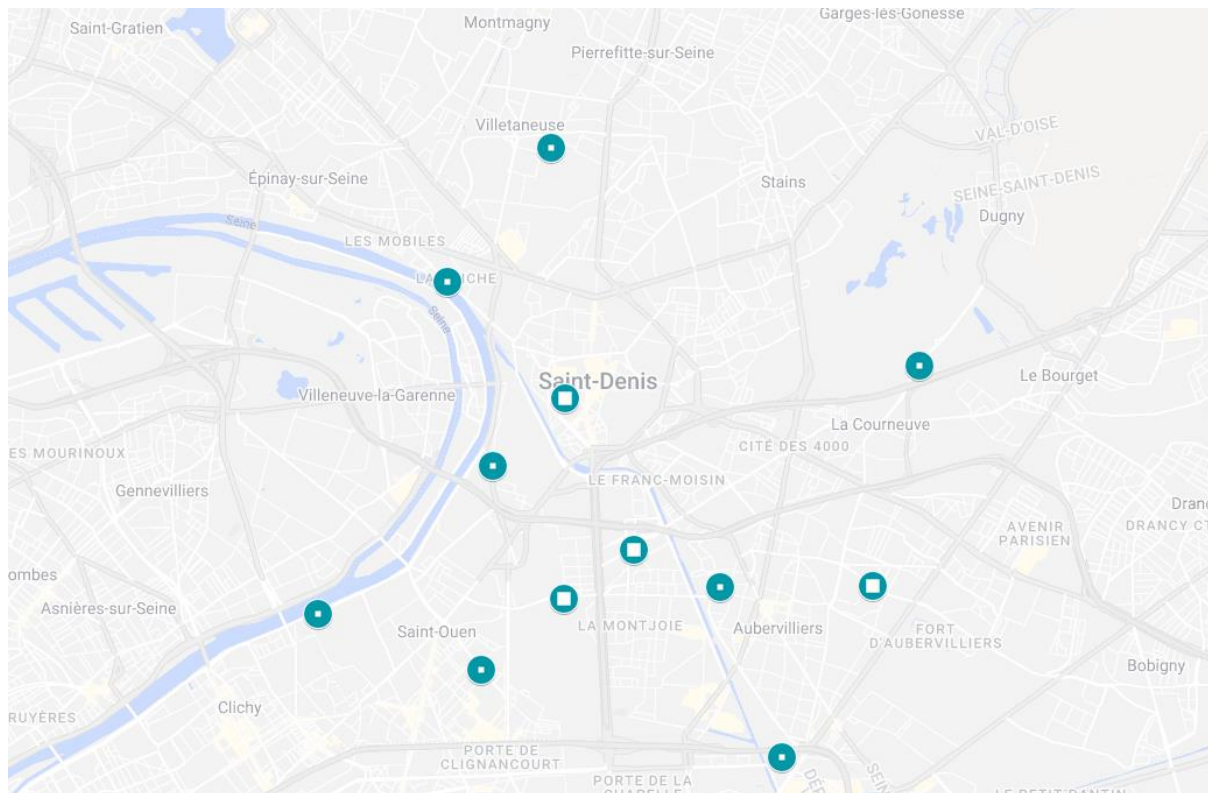 Saint-Gratien
Montmagny
Garges-lès-Gonesse
Pierrefitte-sur-Seine
Villetaneuse
VAL-D'OISE
Épinay-sur-Seine
Stains
SEINE-SAINT-DENIS
Dugny
Seine
LES MOBILES
Seine
Saint-Denis
Le Bourget
Villeneuve-la-Garenne
La Courneuve
CITÉ DES 4000
ES MOURINOUX
LE FRANC-MOISIN
Gennevilliers
Dran
AVENIR
PARISIEN
DRANCY CT
ombes
Asnières-sur-Seine
Saint-Ouen
LA MONTJOIE
Aubervilliers
FORT
D'AUBERVILLIERS
Bobigny
Clichy
RUYÈRES
PORTE DE
CLIGNANCOURT
PORTE DE LA